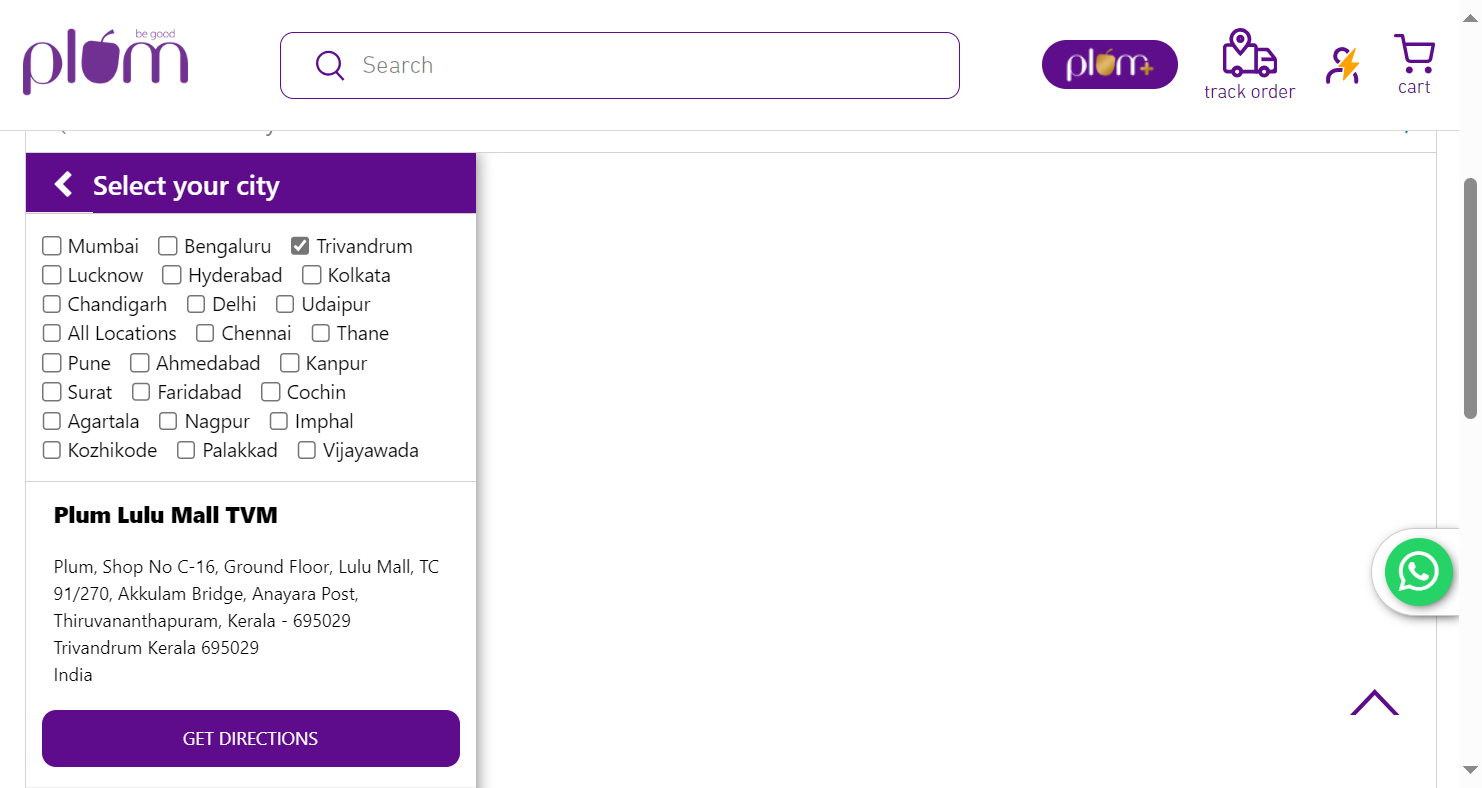 be good
plum
Search
plum+
track order
cart
Select your city
Mumbai Bengaluru Trivandrum
Lucknow Hyderabad Kolkata
Chandigarh Delhi Udaipur
All Locations Chennai Thane
Pune Ahmedabad Kanpur
Surat Faridabad Cochin
Agartala Nagpur Imphal
Kozhikode Palakkad Vijayawada
Plum Lulu Mall TVM
Plum, Shop No C-16, Ground Floor, Lulu Mall, TC
91/270, Akkulam Bridge, Anayara Post,
Thiruvananthapuram, Kerala - 695029
Trivandrum Kerala 695029
India
GET DIRECTIONS